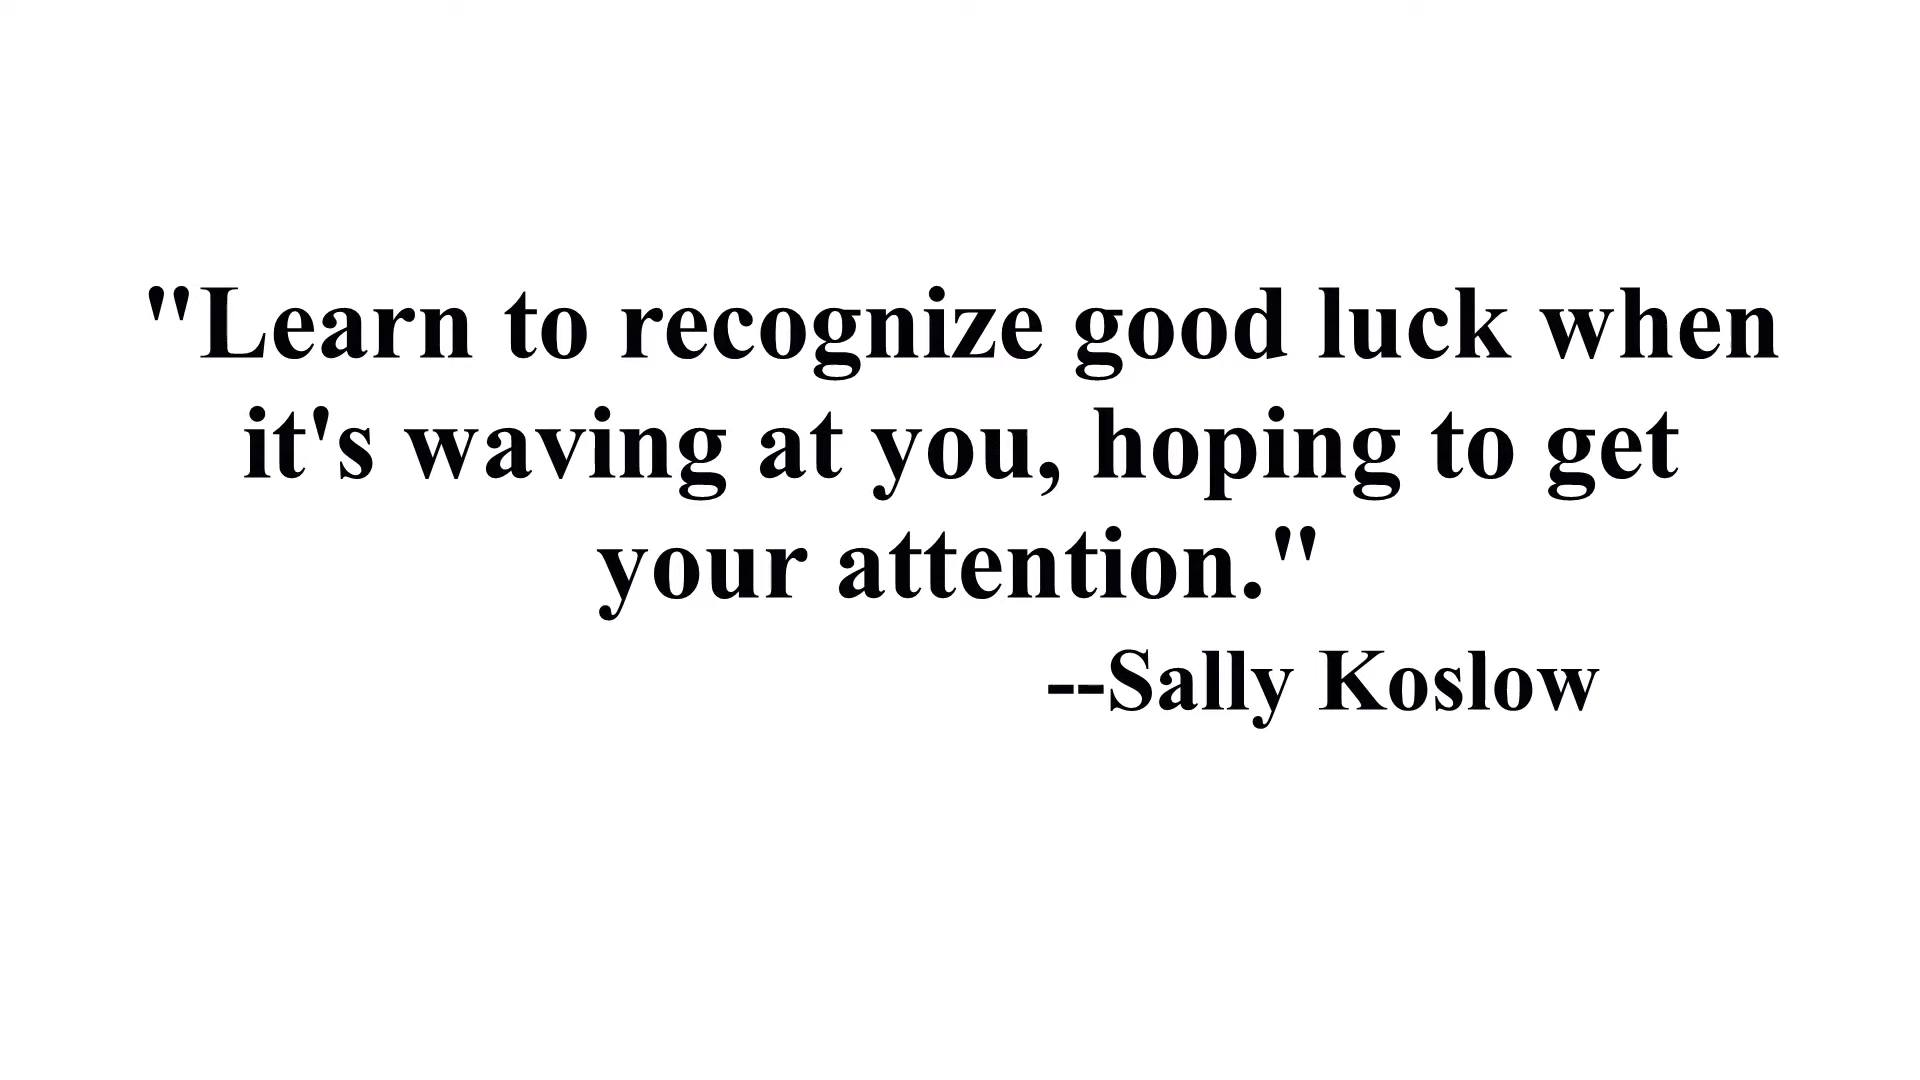 "Learn to recognize good luck when
it's waving at you, hoping to get
your attention."
--Sally Koslow